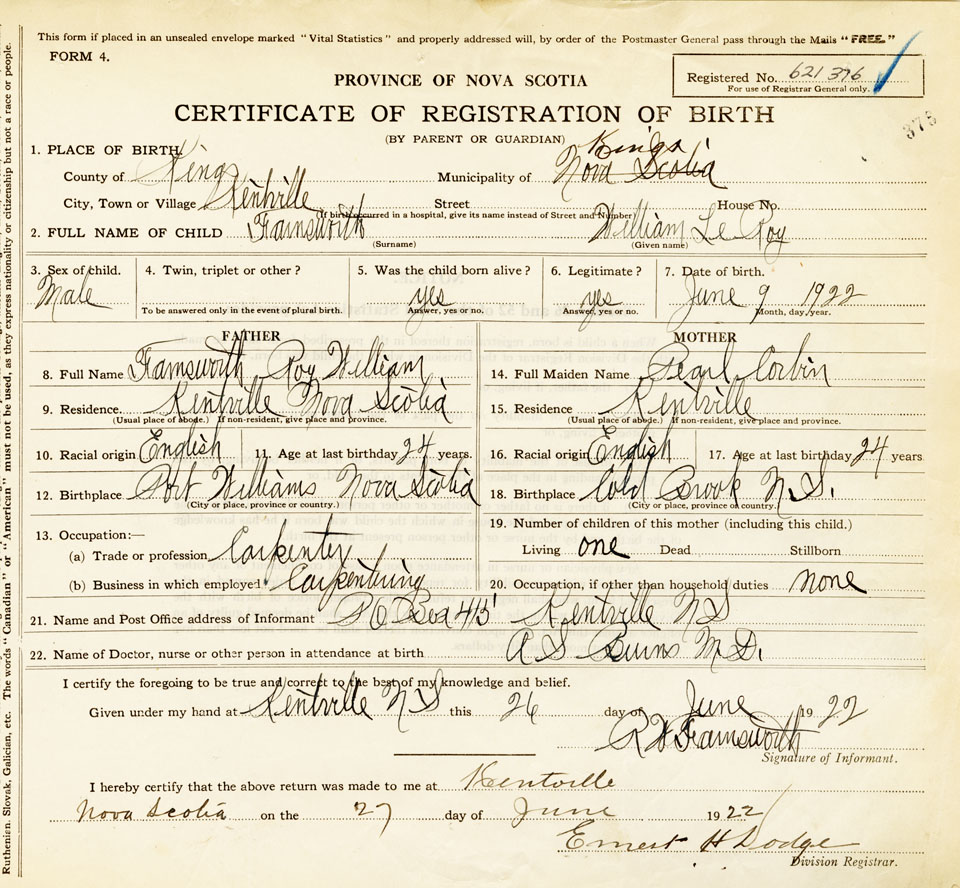 This form if placed in an unsealed envelope marked "Vital Statistics" and properly addressed will, by order of the Postmaster General pass through the Mails "FREE."
FORM 4.
Registered No. 621 376
For use of Registrar General only.
PROVINCE OF NOVA SCOTIA
CERTIFICATE OF REGISTRATION OF BIRTH
375
(BY PARENT OR GUARDIAN)
1. PLACE OF BIRTH
Kings
County of Kings Municipality of Nova Scotia
City, Town or Village Kentville Street House No.
If birth occurred in a hospital, give its name instead of Street and Number
2. FULL NAME OF CHILD Farnsworth William Le Roy
(Surname) (Given name)
3. Sex of child. 4. Twin, triplet or other? 5. Was the child born alive? 6. Legitimate? 7. Date of birth.
Male yes yes June 9 1922
To be answered only in the event of plural birth. Answer, yes or no. Answer, yes or no. Month, day, year.
FATHER MOTHER
8. Full Name Farnsworth Roy William 14. Full Maiden Name Pearl Corbin
9. Residence. Kentville Nova Scotia 15. Residence Kentville
(Usual place of abode.) If non-resident, give place and province. (Usual place of abode.) If non-resident, give place and province.
10. Racial origin English 11. Age at last birthday 24 years. 16. Racial origin English 17. Age at last birthday 24 years
12. Birthplace Port Williams Nova Scotia 18. Birthplace Cold Brook N.S.
(City or place, province or country.) (City or place, province or country.)
19. Number of children of this mother (including this child.)
13. Occupation:—
(a) Trade or profession Carpenter Living one Dead Stillborn
(b) Business in which employed Carpentering 20. Occupation, if other than household duties none
21. Name and Post Office address of Informant P O Box 415 Kentville NS
22. Name of Doctor, nurse or other person in attendance at birth A S Burns M D.
I certify the foregoing to be true and correct to the best of my knowledge and belief.
Given under my hand at Kentville NS this 26 day of June 19 22
R W Farnsworth
Signature of Informant.
I hereby certify that the above return was made to me at Kentville
Nova Scotia on the 27 day of June 19 22
Ernest H Dodge
Division Registrar.
Ruthenian. Slovak, Galician, etc. The words "Canadian" or "American" must not be used, as they express nationality or citizenship but not a race or people.